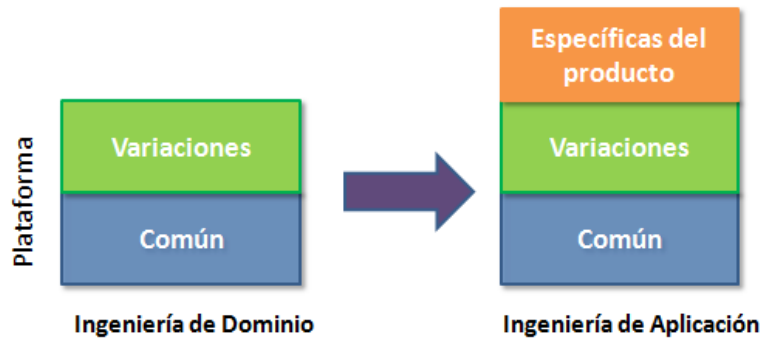 Específicas del
producto
Plataforma
Variaciones
Variaciones
Común
Común
Ingeniería de Dominio
Ingeniería de Aplicación